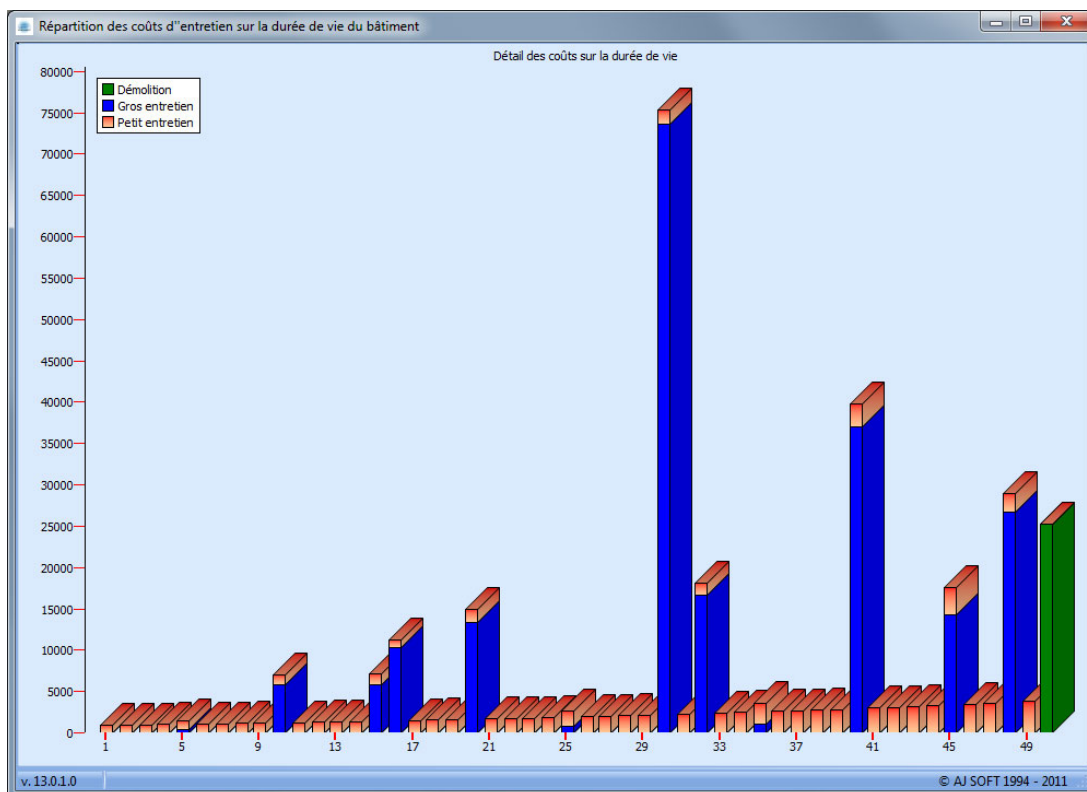 Répartition des coûts d''entretien sur la durée de vie du bâtiment
Détail des coûts sur la durée de vie
80000
75000
70000
65000
60000
55000
50000
45000
40000
35000
30000
25000
20000
15000
10000
5000
0
Démolition
Gros entretien
Petit entretien
1 5 9 13 17 21 25 29 33 37 41 45 49
v. 13.0.1.0 © AJ SOFT 1994 - 2011